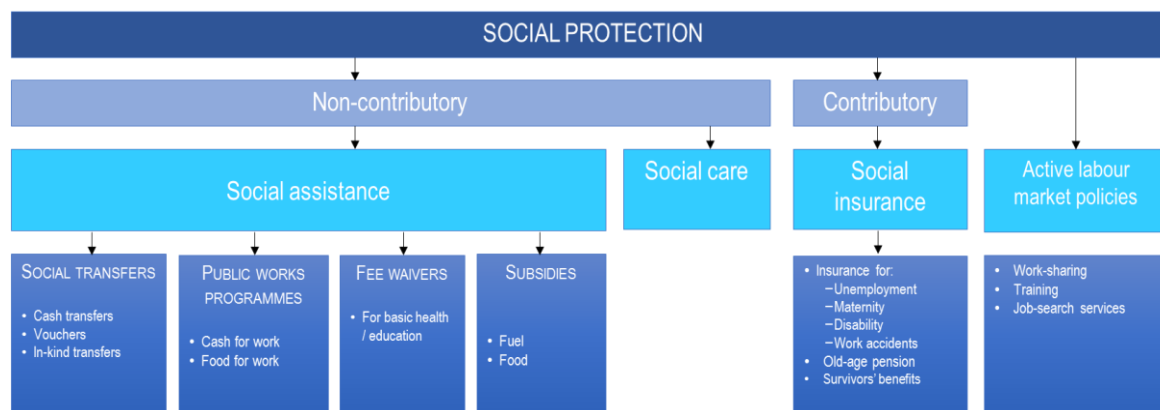 SOCIAL PROTECTION
Non-contributory
Contributory
Social assistance
Social care
Social
insurance
Active labour
market policies
SOCIAL TRANSFERS
• Cash transfers
• Vouchers
• In-kind transfers
PUBLIC WORKS
PROGRAMMES
• Cash for work
• Food for work
FEE WAIVERS
• For basic health
/ education
SUBSIDIES
• Fuel
• Food
• Insurance for:
–Unemployment
–Maternity
–Disability
–Work accidents
• Old-age pension
• Survivors' benefits
• Work-sharing
• Training
• Job-search services